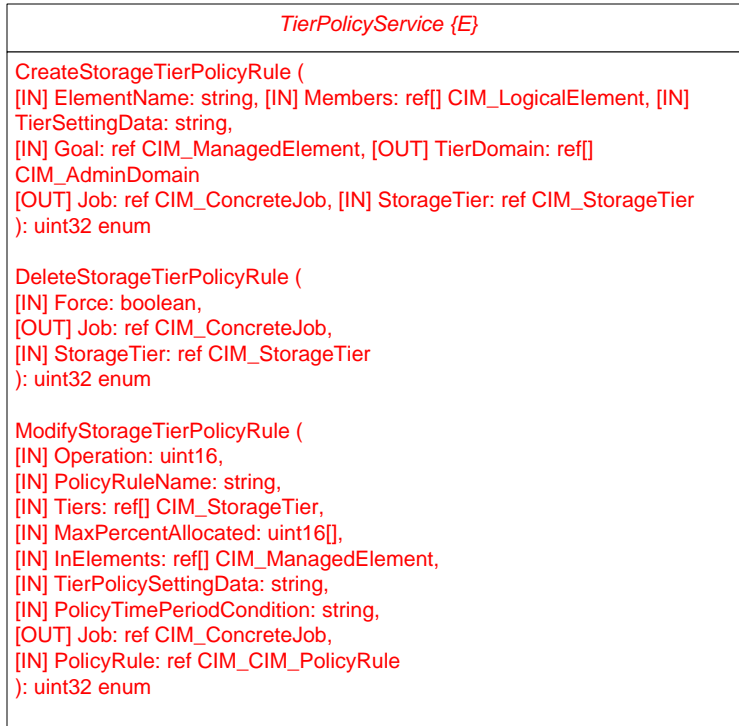 TierPolicyService {E}
CreateStorageTierPolicyRule (
[IN] ElementName: string, [IN] Members: ref[] CIM_LogicalElement, [IN]
TierSettingData: string,
[IN] Goal: ref CIM_ManagedElement, [OUT] TierDomain: ref[]
CIM_AdminDomain
[OUT] Job: ref CIM_ConcreteJob, [IN] StorageTier: ref CIM_StorageTier
): uint32 enum
DeleteStorageTierPolicyRule (
[IN] Force: boolean,
[OUT] Job: ref CIM_ConcreteJob,
[IN] StorageTier: ref CIM_StorageTier
): uint32 enum
ModifyStorageTierPolicyRule (
[IN] Operation: uint16,
[IN] PolicyRuleName: string,
[IN] Tiers: ref[] CIM_StorageTier,
[IN] MaxPercentAllocated: uint16[],
[IN] InElements: ref[] CIM_ManagedElement,
[IN] TierPolicySettingData: string,
[IN] PolicyTimePeriodCondition: string,
[OUT] Job: ref CIM_ConcreteJob,
[IN] PolicyRule: ref CIM_CIM_PolicyRule
): uint32 enum